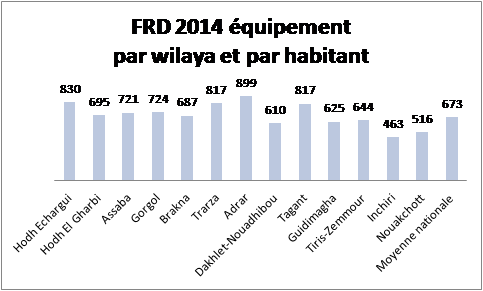 FRD 2014 équipement
par wilaya et par habitant
830
695
721
724
687
817
899
610
817
625
644
463
516
673
Hodh Echargui
Hodh El Gharbi
Assaba
Gorgol
Brakna
Trarza
Adrar
Dakhlet-Nouadhibou
Tagant
Guidimagha
Tiris-Zemmour
Inchiri
Nouakchott
Moyenne nationale